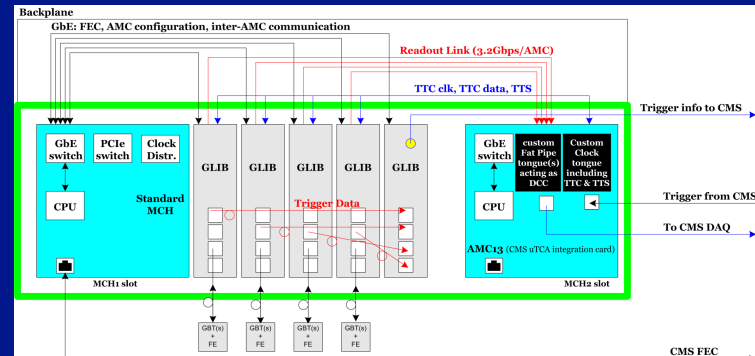 Backplane
GbE: FEC, AMC configuration, inter-AMC communication
Readout Link (3.2Gbps/AMC)
TTC clk, TTC data, TTS
Trigger info to CMS
GbE
switch
PCIe
switch
Clock
Distr.
CPU
Standard
MCH
MCH1 slot
GLIB
GLIB
GLIB
GLIB
GLIB
Trigger Data
GbE
switch
custom
Fat Pipe
tongue(s)
acting as
DCC
Custom
Clock
tongue
including
TTC & TTS
CPU
AMC13 (CMS uTCA integration card)
MCH2 slot
Trigger from CMS
To CMS DAQ
GBT(s)
+
FE
GBT(s)
+
FE
GBT(s)
+
FE
GBT(s)
+
FE
CMS FEC